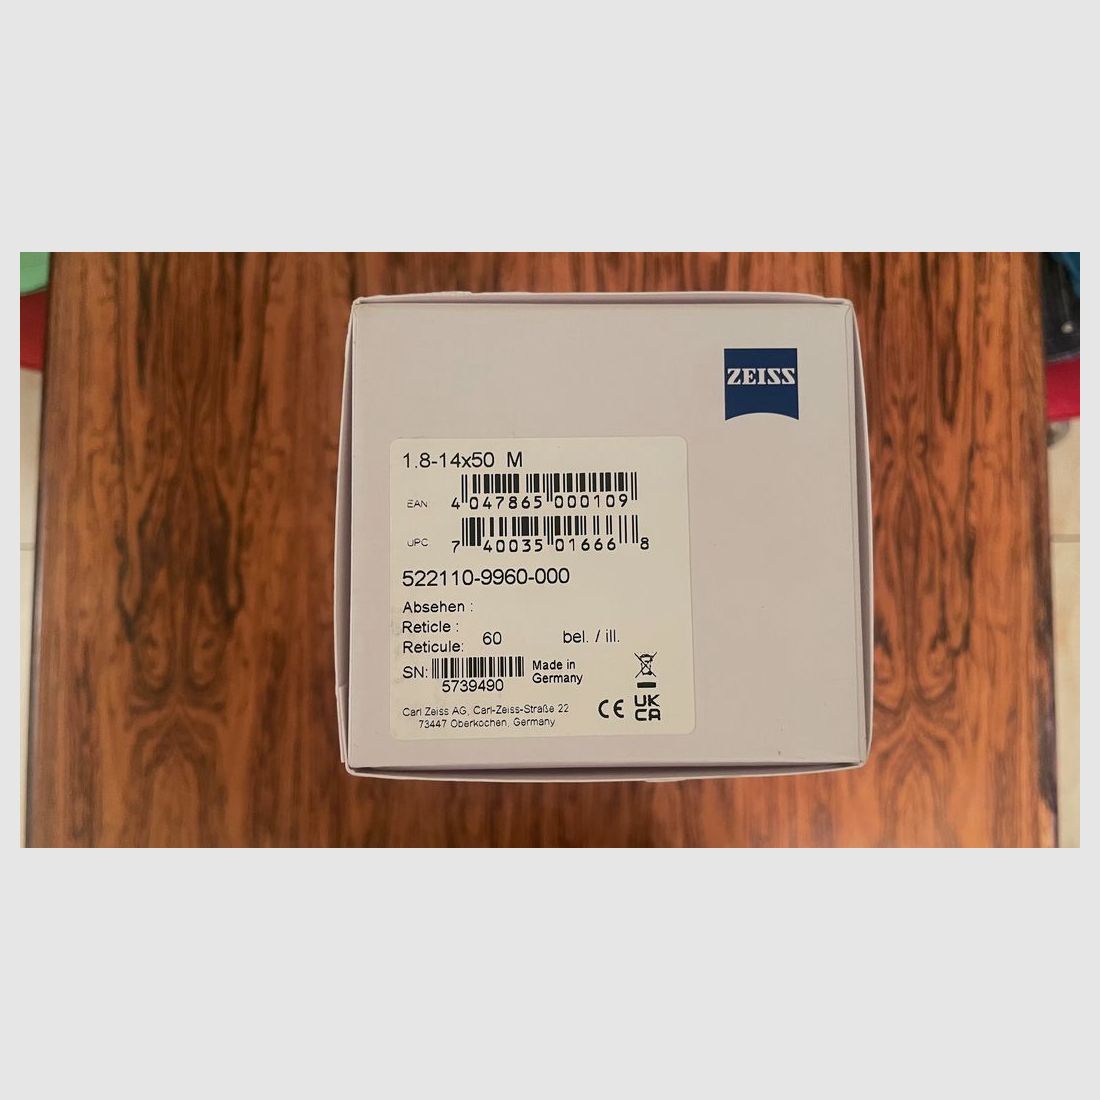 ZEISS
1.8-14x50 M
EAN 4 047865 000109
UPC 7 40035 01666 8
522110-9960-000
Absehen :
Reticle :
Reticule: 60 bel. / ill.
SN: 5739490
Made in
Germany
Carl Zeiss AG, Carl-Zeiss-Straße 22
73447 Oberkochen, Germany
CE
UK
CA